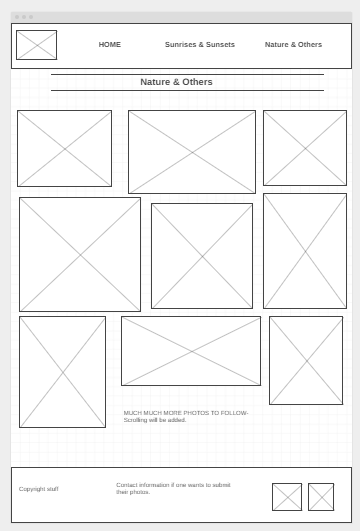 HOME Sunrises & Sunsets Nature & Others
Nature & Others
MUCH MUCH MORE PHOTOS TO FOLLOW-
Scrolling will be added.
Copyright stuff
Contact information if one wants to submit
their photos.